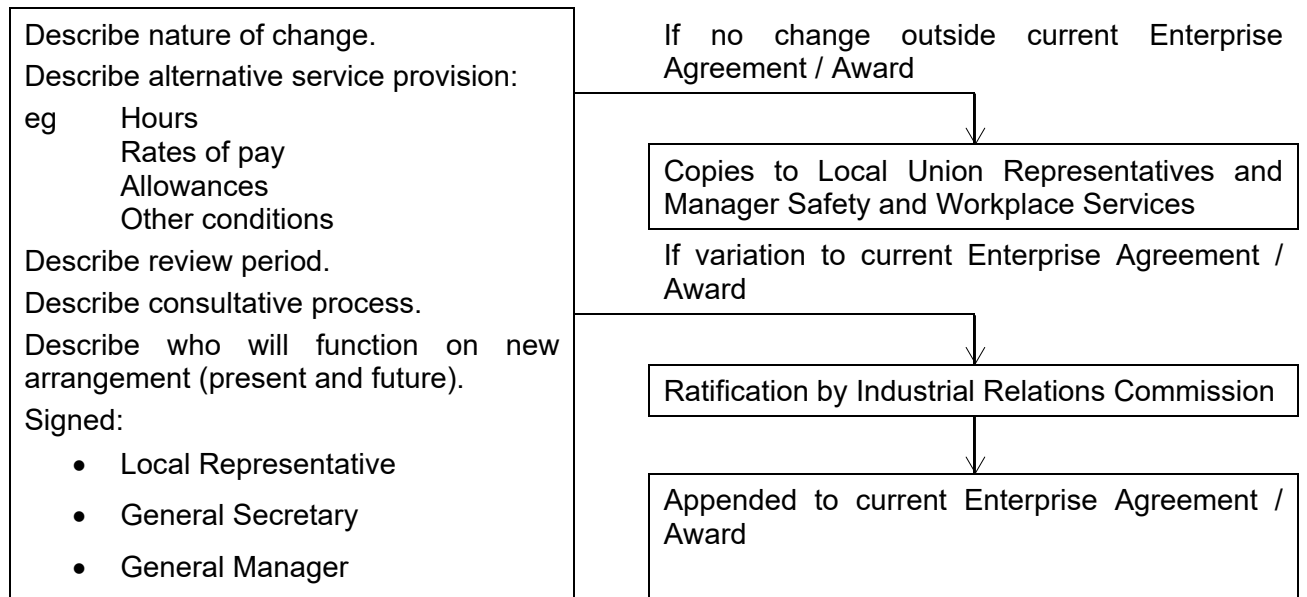 Describe nature of change.
Describe alternative service provision:
eg Hours
Rates of pay
Allowances
Other conditions
Describe review period.
Describe consultative process.
Describe who will function on new
arrangement (present and future).
Signed:
• Local Representative
• General Secretary
• General Manager
If no change outside current Enterprise
Agreement / Award
Copies to Local Union Representatives and
Manager Safety and Workplace Services
If variation to current Enterprise Agreement /
Award
Ratification by Industrial Relations Commission
Appended to current Enterprise Agreement /
Award